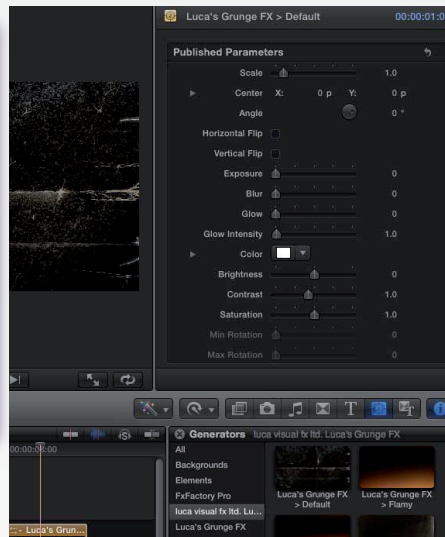 Luca's Grunge FX > Default 00:00:01:0
Published Parameters
Scale 1.0
Center X: 0 p Y: 0 p
Angle 0 °
Horizontal Flip
Vertical Flip
Exposure 0
Blur 0
Glow 0
Glow Intensity 1.0
Color
Brightness 0
Contrast 1.0
Saturation 1.0
Min Rotation 0
Max Rotation 0
T
T
00:00:08:00
Generators luca visual fx ltd. Luca's Grunge FX
All
Backgrounds
Elements
FxFactory Pro
luca visual fx ltd. Lu...
Luca's Grunge FX
Luca's Grunge FX > Default
Luca's Grunge FX > Flamy
- Luca's Grun...